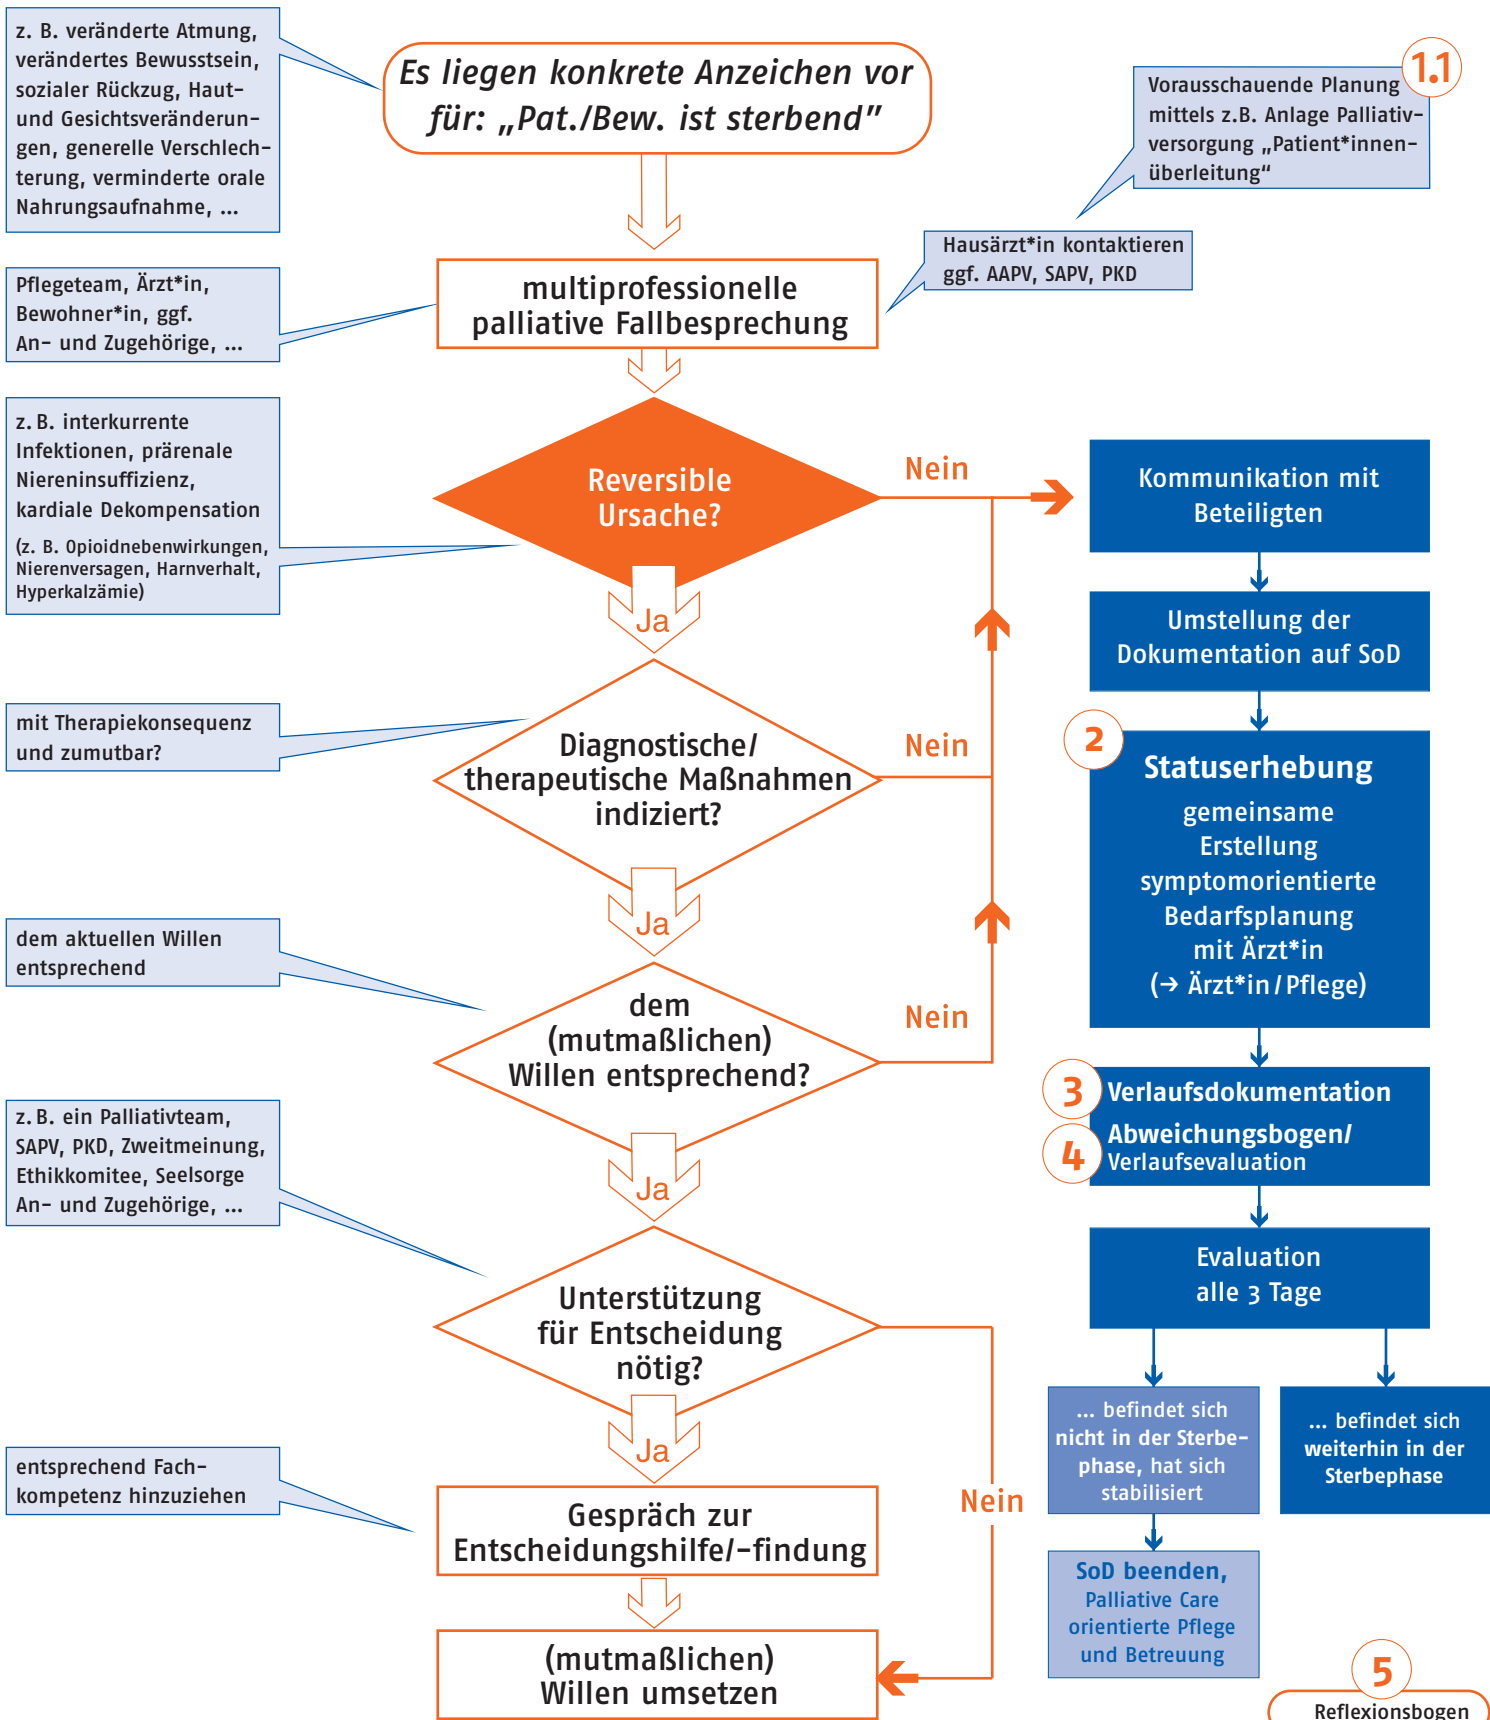 z. B. veränderte Atmung,
verändertes Bewusstsein,
sozialer Rückzug, Haut-
und Gesichtsveränderun-
gen, generelle Verschlech-
terung, verminderte orale
Nahrungsaufnahme, ...
Es liegen konkrete Anzeichen vor
für: „Pat./Bew. ist sterbend"
1.1
Vorausschauende Planung
mittels z.B. Anlage Palliativ-
versorgung „Patient*innen-
überleitung“
Hausärzt*in kontaktieren
ggf. AAPV, SAPV, PKD
Pflegeteam, Ärzt*in,
Bewohner*in, ggf.
An- und Zugehörige, ...
multiprofessionelle
palliative Fallbesprechung
z. B. interkurrente
Infektionen, prärenale
Niereninsuffizienz,
kardiale Dekompensation
(z. B. Opioidnebenwirkungen,
Nierenversagen, Harnverhalt,
Hyperkalzämie)
Reversible
Ursache?
Nein
Ja
mit Therapiekonsequenz
und zumutbar?
Diagnostische/
therapeutische Maßnahmen
indiziert?
Nein
Ja
dem aktuellen Willen
entsprechend
dem
(mutmaßlichen)
Willen entsprechend?
Nein
Ja
z. B. ein Palliativteam,
SAPV, PKD, Zweitmeinung,
Ethikkomitee, Seelsorge
An- und Zugehörige, ...
Unterstützung
für Entscheidung
nötig?
Ja
Nein
entsprechend Fach-
kompetenz hinzuziehen
Gespräch zur
Entscheidungshilfe/-findung
(mutmaßlichen)
Willen umsetzen
Kommunikation mit
Beteiligten
Umstellung der
Dokumentation auf SoD
2
Statuserhebung
gemeinsame
Erstellung
symptomorientierte
Bedarfsplanung
mit Ärzt*in
(→ Ärzt*in / Pflege)
3
Verlaufsdokumentation
4
Abweichungsbogen/
Verlaufsevaluation
Evaluation
alle 3 Tage
... befindet sich
nicht in der Sterbe-
phase, hat sich
stabilisiert
... befindet sich
weiterhin in der
Sterbephase
SoD beenden,
Palliative Care
orientierte Pflege
und Betreuung
5
Reflexionsbogen